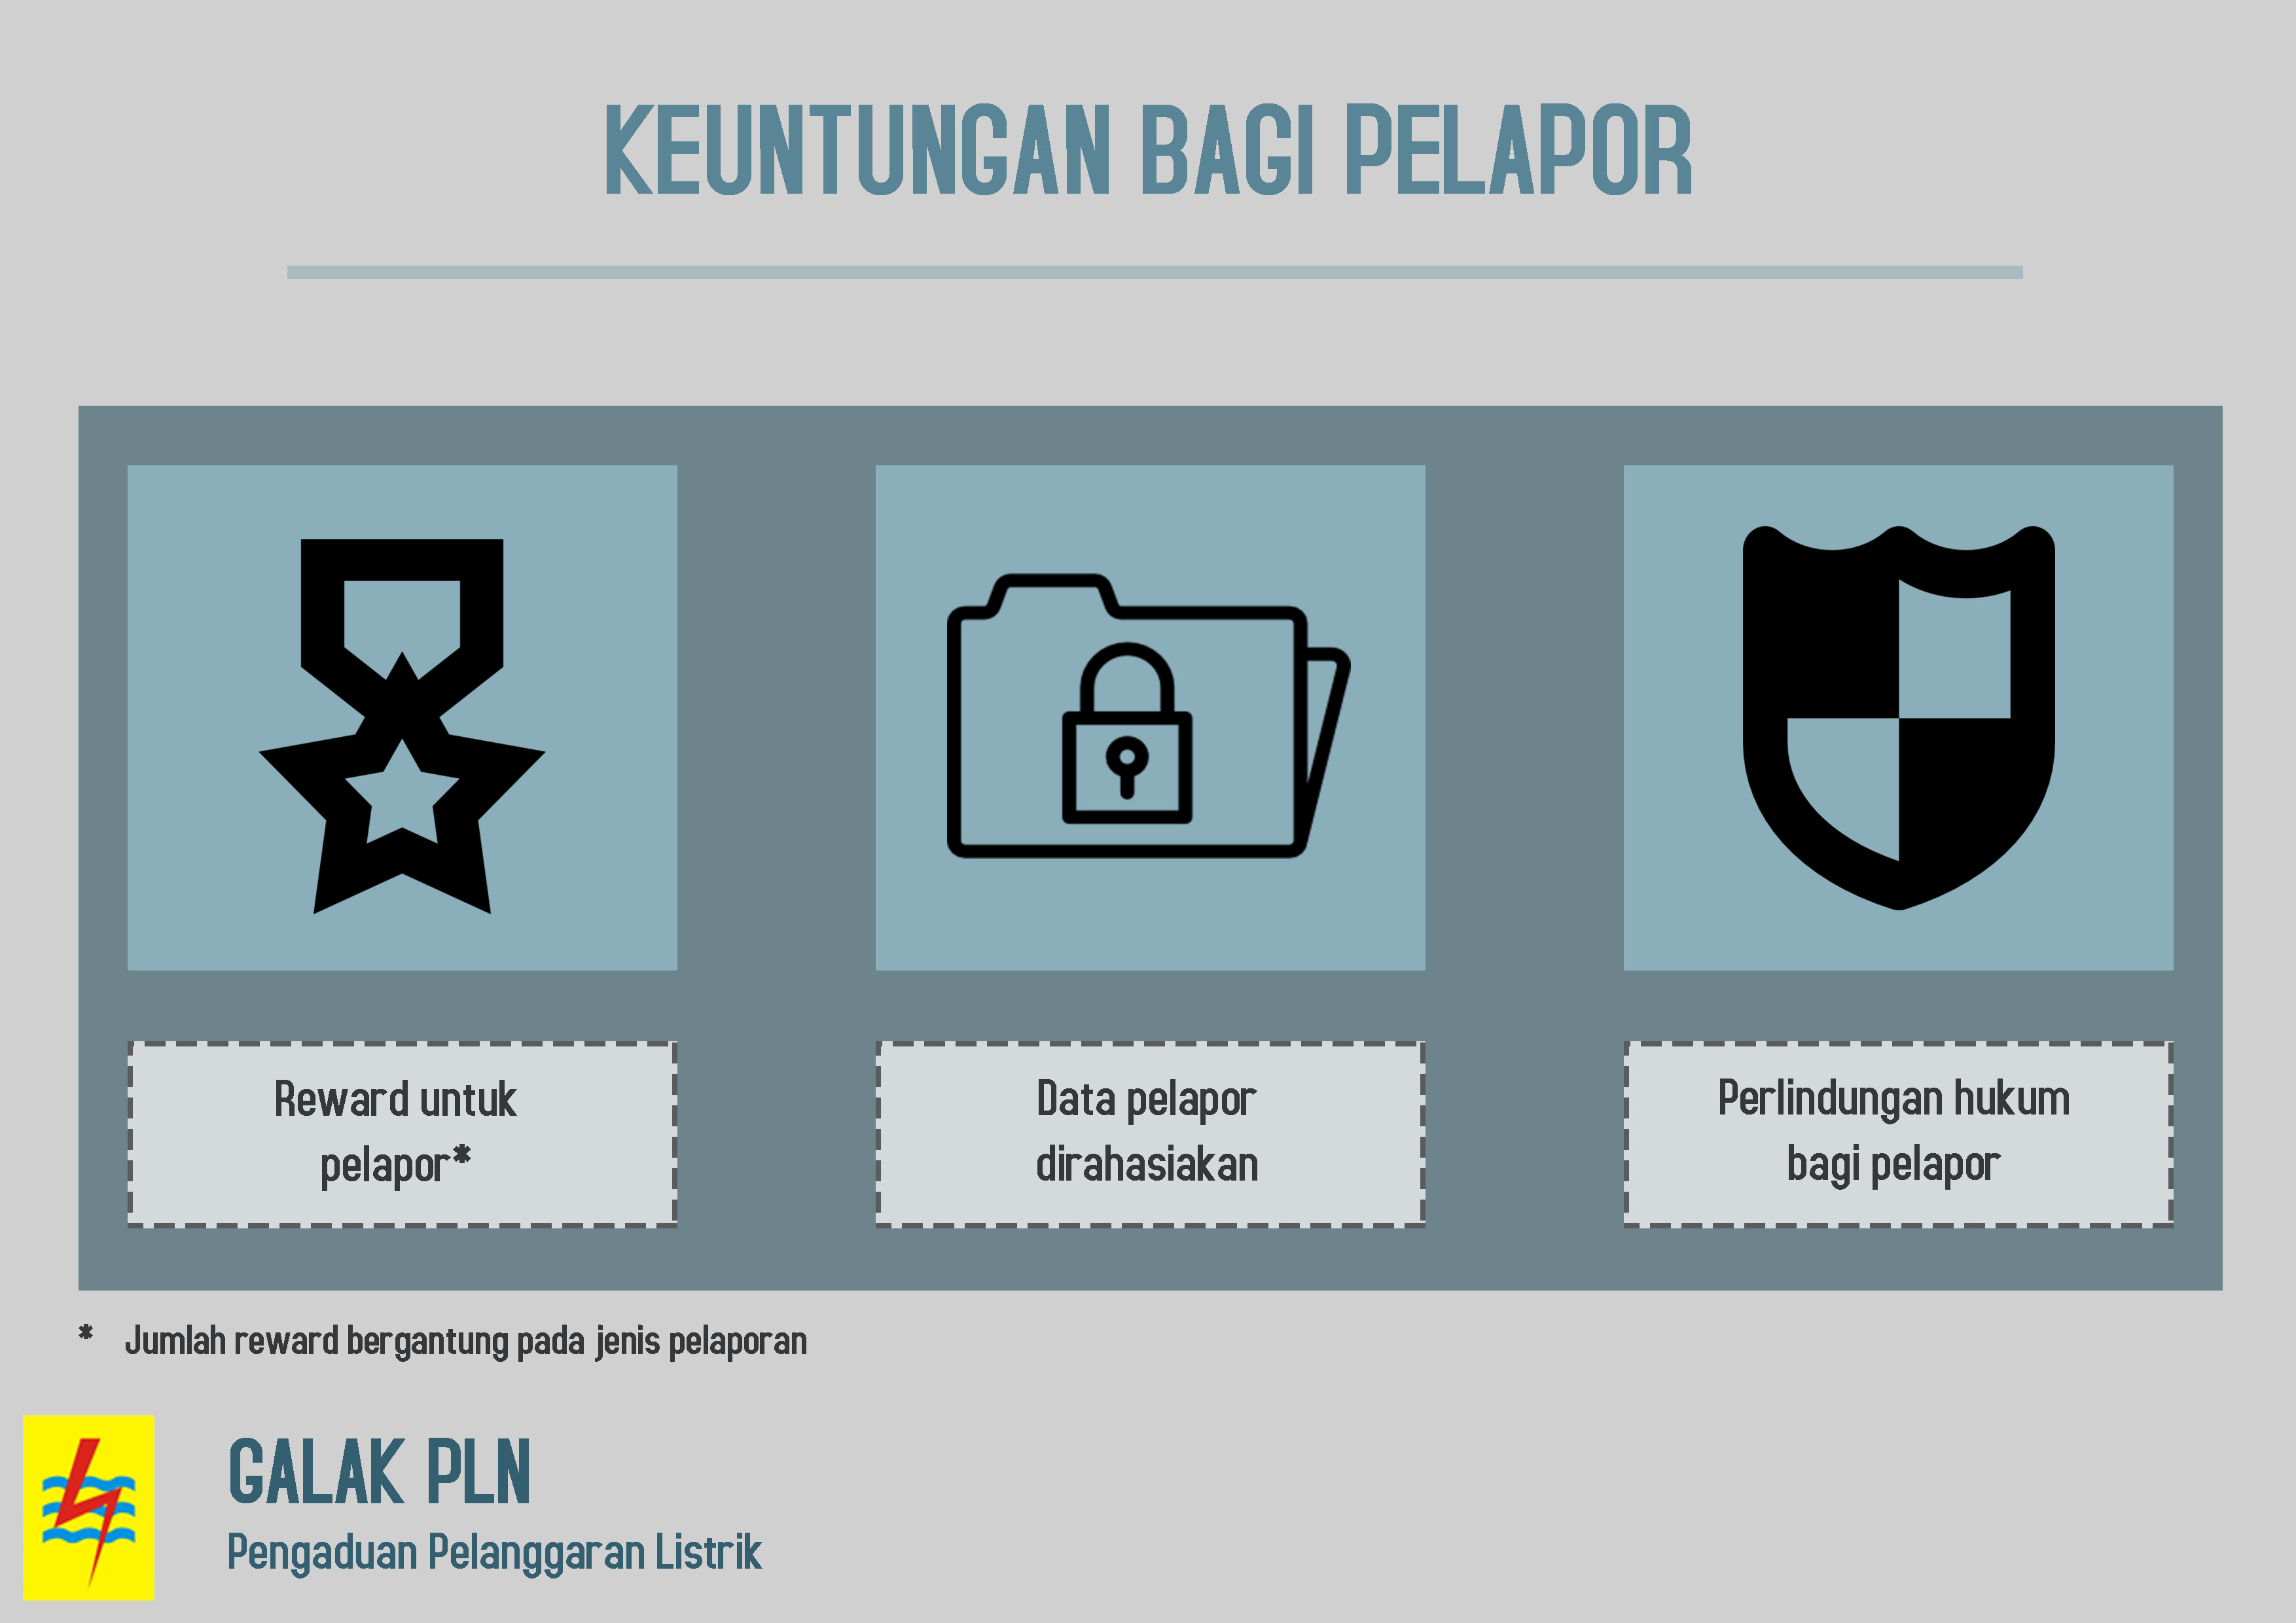 KEUNTUNGAN BAGI PELAPOR
Reward untuk
pelapor*
Data pelapor
dirahasiakan
Perlindungan hukum
bagi pelapor
* Jumlah reward bergantung pada jenis pelaporan
GALAK PLN
Pengaduan Pelanggaran Listrik